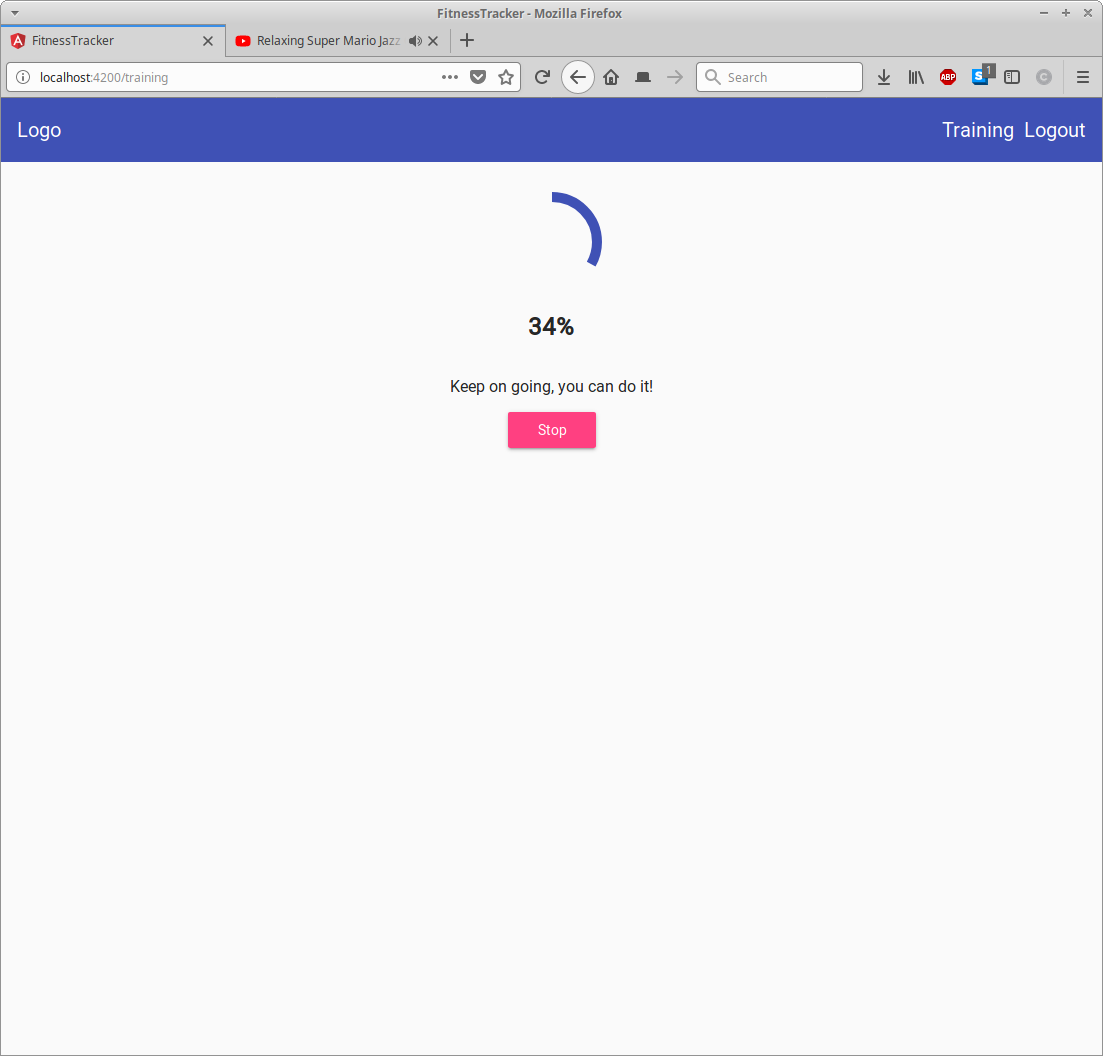 FitnessTracker - Mozilla Firefox
FitnessTracker
Relaxing Super Mario Jazz
localhost:4200/training
Search
ABP
S
1
C
Logo
Training Logout
34%
Keep on going, you can do it!
Stop